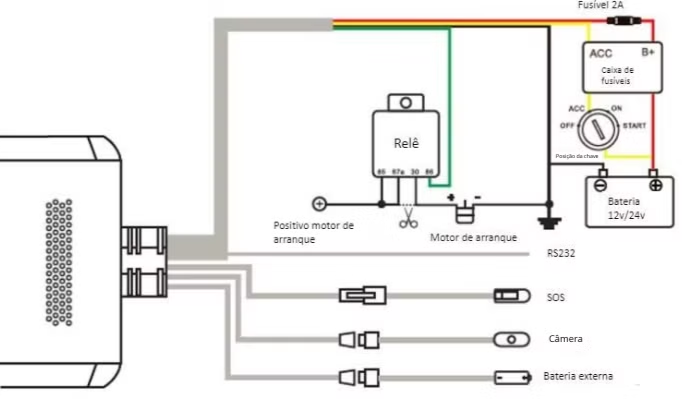 Fusível 2A
ACC B+
Caixa de
fusíveis
ACC ON
OFF START
Posição da chave
Relê
85 87a 30 86
Bateria
12v/24v
+ -
Positivo motor de
arranque
Motor de arranque
RS232
SOS
Câmera
Bateria externa